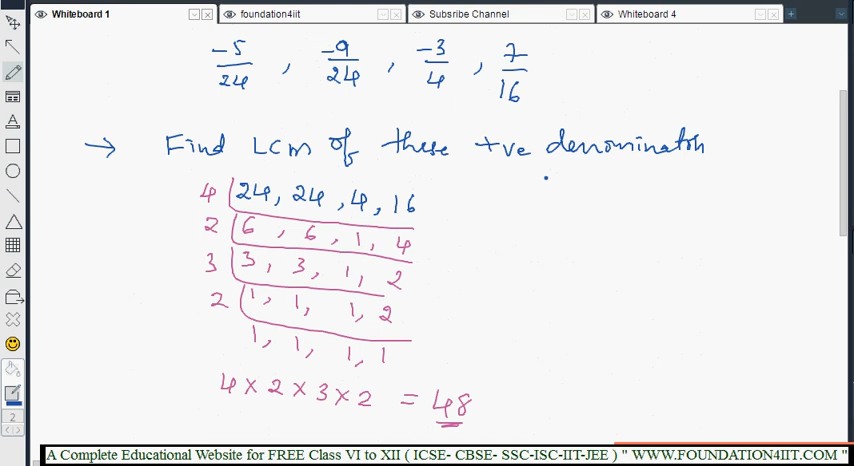 Whiteboard 1 foundation4iit Subsribe Channel Whiteboard 4
-5/24 , -9/24 , -3/4 , 7/16
→ Find LCM of these +ve denominator
4 | 24, 24, 4, 16
2 | 6, 6, 1, 4
3 | 3, 3, 1, 2
2 | 1, 1, 1, 2
1, 1, 1, 1
4 × 2 × 3 × 2 = 48
A
2
A Complete Educational Website for FREE Class VI to XII ( ICSE- CBSE- SSC-ISC-IIT-JEE ) " WWW.FOUNDATION4IIT.COM "